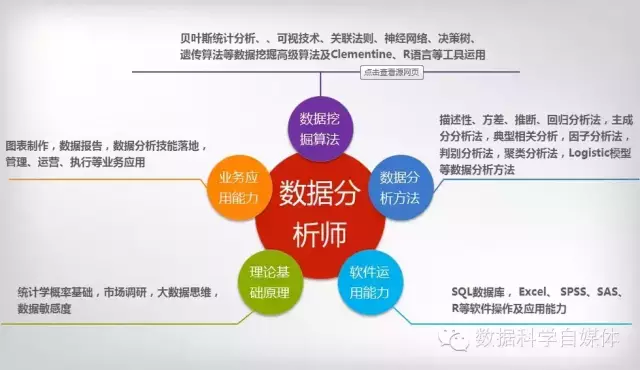 贝叶斯统计分析、、可视技术、关联法则、神经网络、决策树、
遗传算法等数据挖掘高级算法及Clementine、R语言等工具运用
点击查看源网页
数据挖
掘算法
描述性、方差、推断、回归分析法，主成
分分析法，典型相关分析，因子分析法，
判别分析法，聚类分析法，Logistic模型
等数据分析方法
图表制作，数据报告，数据分析技能落地，
管理、运营、执行等业务应用
业务应
用能力
数据分
析方法
数据分
析师
理论基
础原理
软件运
用能力
统计学概率基础，市场调研，大数据思维，
数据敏感度
SQL数据库， Excel、 SPSS、SAS、
R等软件操作及应用能力
数据科学自媒体